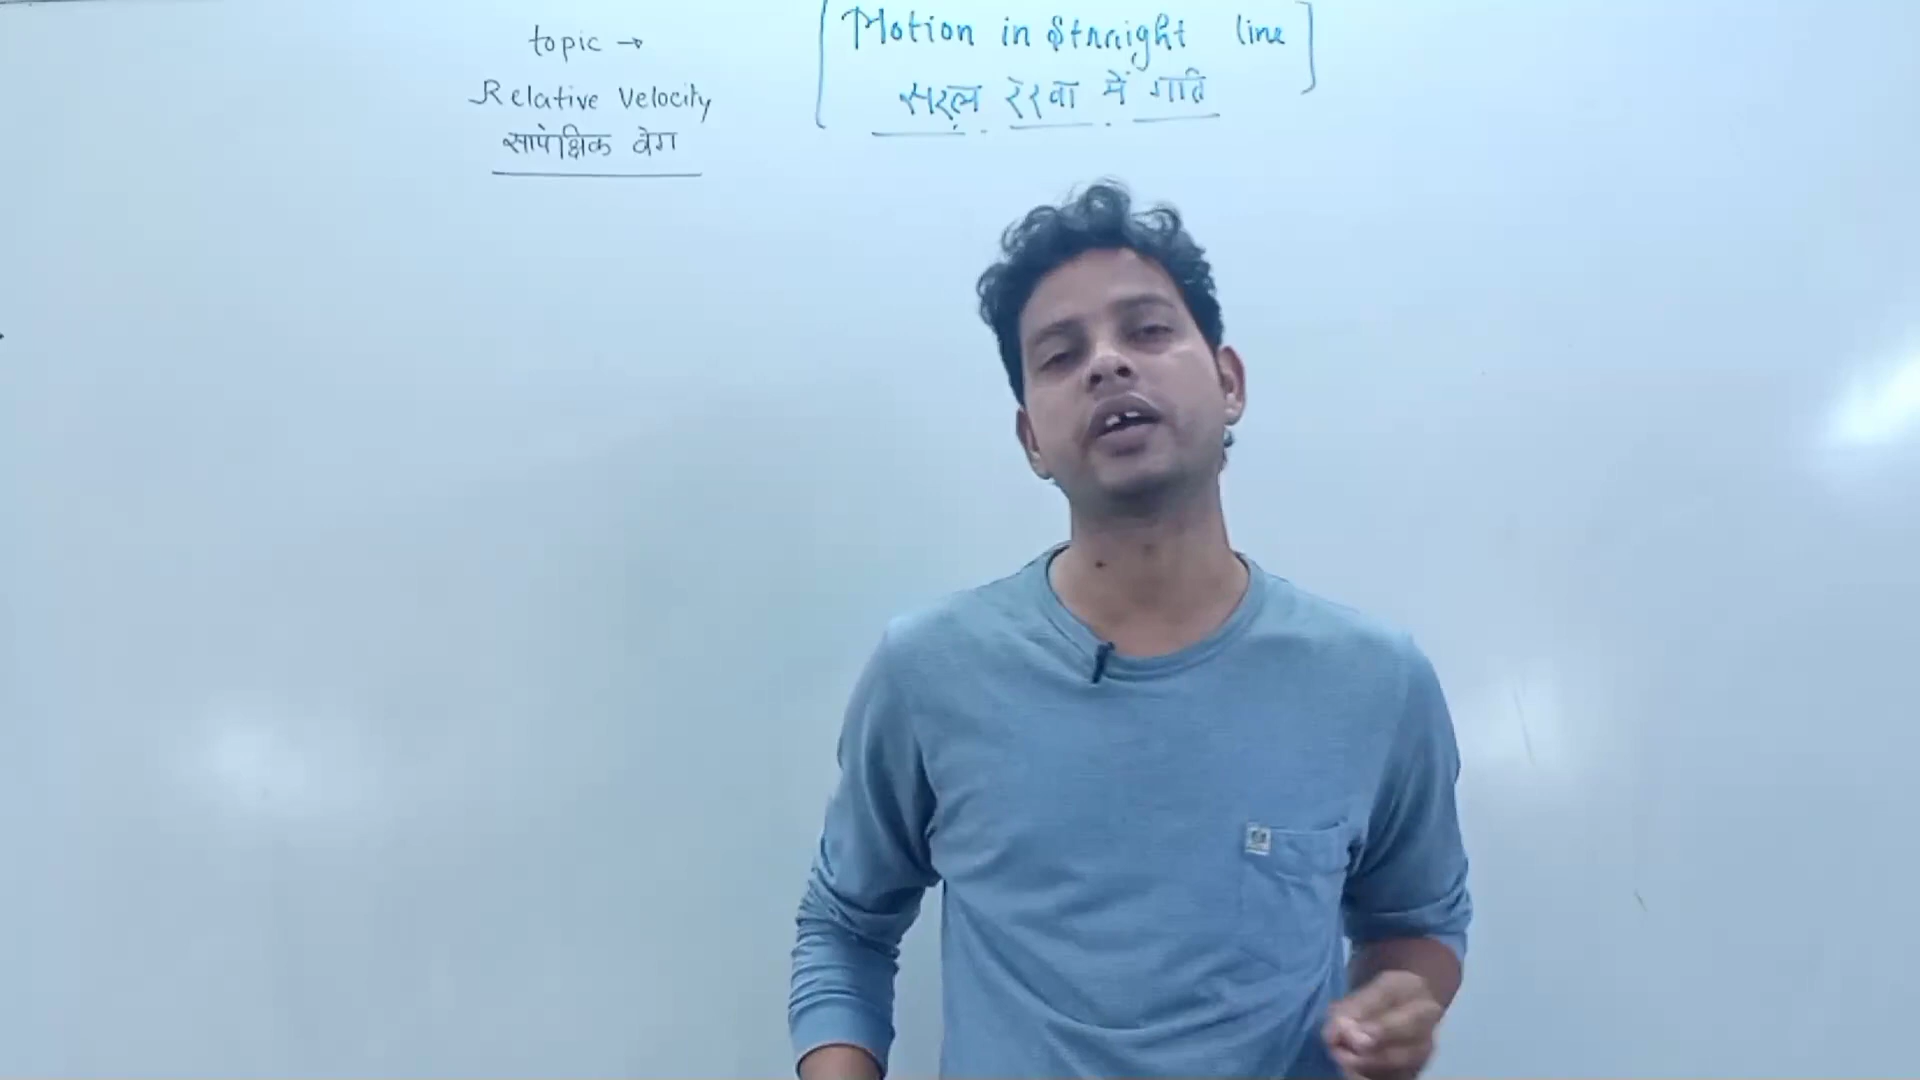 topic →
Relative Velocity
सापेक्षिक वेग
[Motion in Straight line]
सरल रेखा में गति